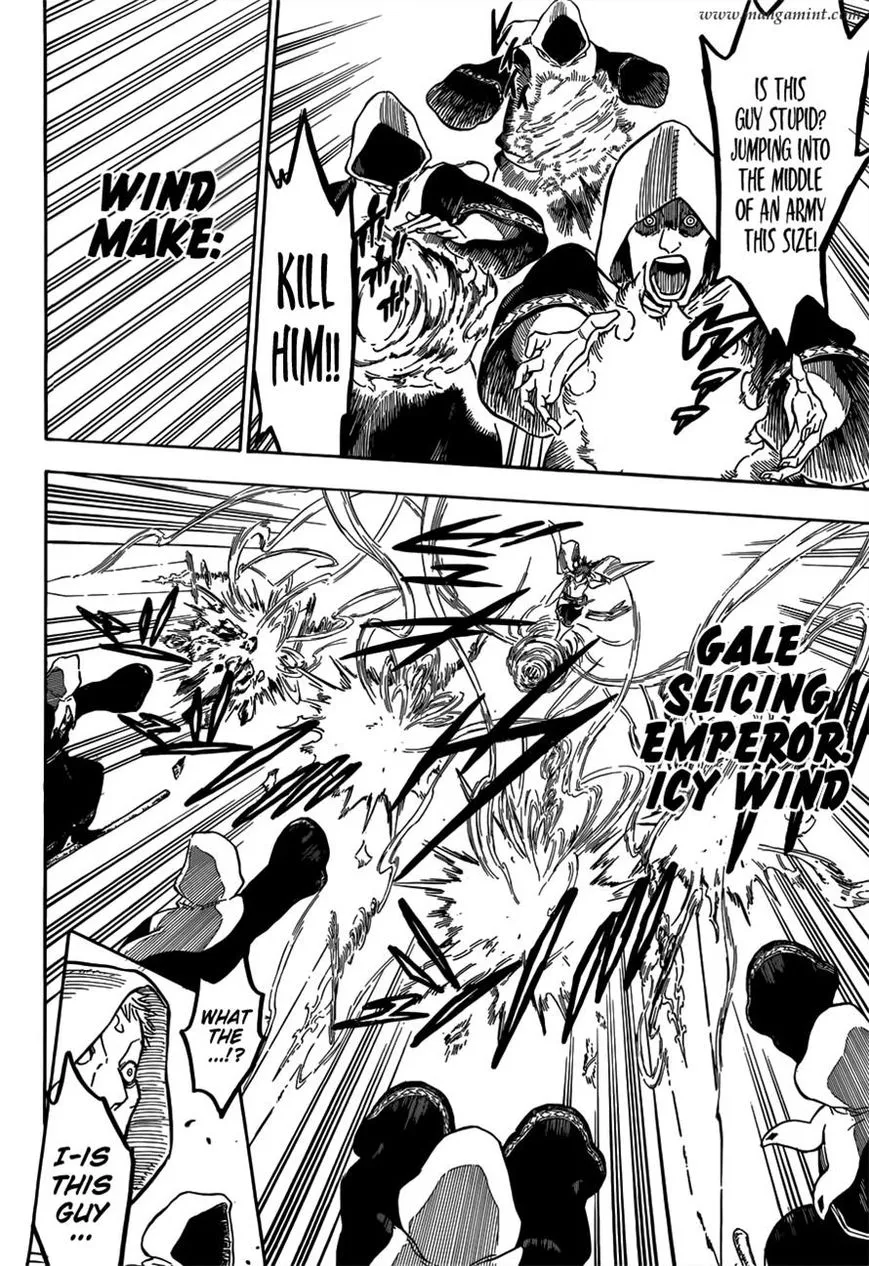 www.mangamint.com
IS THIS
GUY STUPID?
JUMPING INTO
THE MIDDLE
OF AN ARMY
THIS SIZE!
KILL
HIM!!
WIND
MAKE:
GALE
SLICING
EMPEROR.
ICY WIND
WHAT
THE
...!?
I-IS
THIS
GUY
...